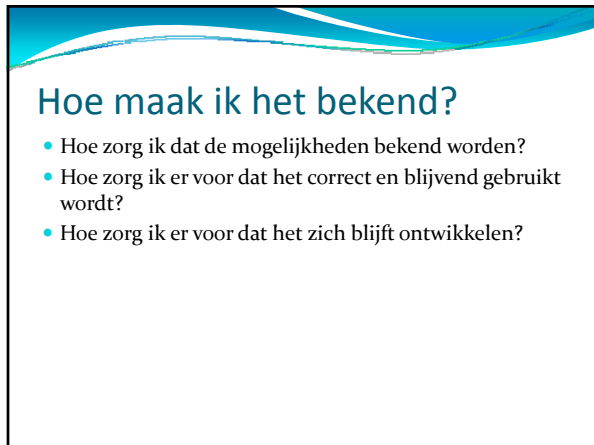 Hoe maak ik het bekend?
• Hoe zorg ik dat de mogelijkheden bekend worden?
• Hoe zorg ik er voor dat het correct en blijvend gebruikt
wordt?
• Hoe zorg ik er voor dat het zich blijft ontwikkelen?